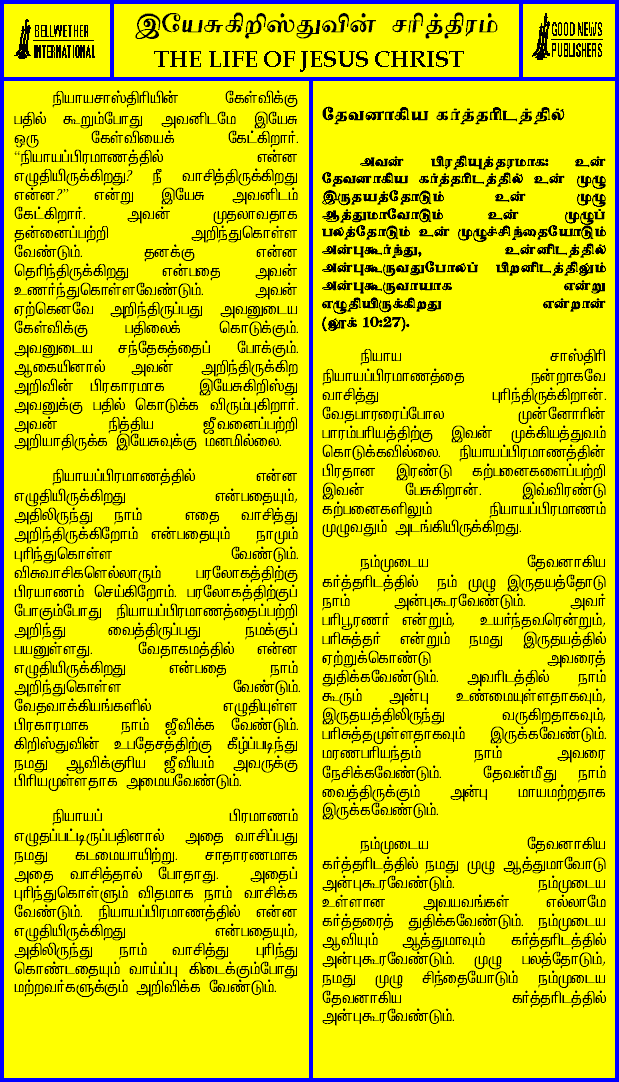 BELLWETHER
INTERNATIONAL
இயேசுகிறிஸ்துவின் சரித்திரம்
THE LIFE OF JESUS CHRIST
GOOD NEWS
PUBLISHERS
நியாயசாஸ்திரியின் கேள்விக்கு
பதில் கூறும்போது அவனிடமே இயேசு
ஒரு கேள்வியைக் கேட்கிறார்.
“நியாயப்பிரமாணத்தில் என்ன
எழுதியிருக்கிறது? நீ வாசித்திருக்கிறது
என்ன?” என்று இயேசு அவனிடம்
கேட்கிறார். அவன் முதலாவதாக
தன்னைப்பற்றி அறிந்துகொள்ள
வேண்டும். தனக்கு என்ன
தெரிந்திருக்கிறது என்பதை அவன்
உணர்ந்துகொள்ளவேண்டும். அவன்
ஏற்கெனவே அறிந்திருப்பது அவனுடைய
கேள்விக்கு பதிலைக் கொடுக்கும்.
அவனுடைய சந்தேகத்தைப் போக்கும்.
ஆகையினால் அவன் அறிந்திருக்கிற
அறிவின் பிரகாரமாக இயேசுகிறிஸ்து
அவனுக்கு பதில் கொடுக்க விரும்புகிறார்.
அவன் நித்திய ஜீவனைப்பற்றி
அறியாதிருக்க இயேசுவுக்கு மனமில்லை.
நியாயப்பிரமாணத்தில் என்ன
எழுதியிருக்கிறது என்பதையும்,
அதிலிருந்து நாம் எதை வாசித்து
அறிந்திருக்கிறோம் என்பதையும் நாமும்
புரிந்துகொள்ள வேண்டும்.
விசுவாசிகளெல்லாரும் பரலோகத்திற்கு
பிரயாணம் செய்கிறோம். பரலோகத்திற்குப்
போகும்போது நியாயப்பிரமாணத்தைப்பற்றி
அறிந்து வைத்திருப்பது நமக்குப்
பயனுள்ளது. வேதாகமத்தில் என்ன
எழுதியிருக்கிறது என்பதை நாம்
அறிந்துகொள்ள வேண்டும்.
வேதவாக்கியங்களில் எழுதியுள்ள
பிரகாரமாக நாம் ஜீவிக்க வேண்டும்.
கிறிஸ்துவின் உபதேசத்திற்கு கீழ்ப்படிந்து
நமது ஆவிக்குரிய ஜீவியம் அவருக்கு
பிரியமுள்ளதாக அமையவேண்டும்.
நியாயப் பிரமாணம்
எழுதப்பட்டிருப்பதினால் அதை வாசிப்பது
நமது கடமையாயிற்று. சாதாரணமாக
அதை வாசித்தால் போதாது. அதைப்
புரிந்துகொள்ளும் விதமாக நாம் வாசிக்க
வேண்டும். நியாயப்பிரமாணத்தில் என்ன
எழுதியிருக்கிறது என்பதையும்,
அதிலிருந்து நாம் வாசித்து புரிந்து
கொண்டதையும் வாய்ப்பு கிடைக்கும்போது
மற்றவர்களுக்கும் அறிவிக்க வேண்டும்.
தேவனாகிய கர்த்தரிடத்தில்
அவன் பிரதியுத்தரமாக: உன்
தேவனாகிய கர்த்தரிடத்தில் உன் முழு
இருதயத்தோடும் உன் முழு
ஆத்துமாவோடும் உன் முழுப்
பலத்தோடும் உன் முழுச்சிந்தையோடும்
அன்புகூர்ந்து, உன்னிடத்தில்
அன்புகூருவதுபோலப் பிறனிடத்திலும்
அன்புகூருவாயாக என்று
எழுதியிருக்கிறது என்றான்
(லூக் 10:27).
நியாய சாஸ்திரி
நியாயப்பிரமாணத்தை நன்றாகவே
வாசித்து புரிந்திருக்கிறான்.
வேதபாரரைப்போல முன்னோரின்
பாரம்பரியத்திற்கு இவன் முக்கியத்துவம்
கொடுக்கவில்லை. நியாயப்பிரமாணத்தின்
பிரதான இரண்டு கற்பனைகளைப்பற்றி
இவன் பேசுகிறான். இவ்விரண்டு
கற்பனைகளிலும் நியாயப்பிரமாணம்
முழுவதும் அடங்கியிருக்கிறது.
நம்முடைய தேவனாகிய
கர்த்தரிடத்தில் நம் முழு இருதயத்தோடு
நாம் அன்புகூரவேண்டும். அவர்
பரிபூரணர் என்றும், உயர்ந்தவரென்றும்,
பரிசுத்தர் என்றும் நமது இருதயத்தில்
ஏற்றுக்கொண்டு அவரைத்
துதிக்கவேண்டும். அவரிடத்தில் நாம்
கூரும் அன்பு உண்மையுள்ளதாகவும்,
இருதயத்திலிருந்து வருகிறதாகவும்,
பரிசுத்தமுள்ளதாகவும் இருக்கவேண்டும்.
மரணபரியந்தம் நாம் அவரை
நேசிக்கவேண்டும். தேவன்மீது நாம்
வைத்திருக்கும் அன்பு மாயமற்றதாக
இருக்கவேண்டும்.
நம்முடைய தேவனாகிய
கர்த்தரிடத்தில் நமது முழு ஆத்துமாவோடு
அன்புகூரவேண்டும். நம்முடைய
உள்ளான அவயவங்கள் எல்லாமே
கர்த்தரைத் துதிக்கவேண்டும். நம்முடைய
ஆவியும் ஆத்துமாவும் கர்த்தரிடத்தில்
அன்புகூரவேண்டும். முழு பலத்தோடும்,
நமது முழு சிந்தையோடும் நம்முடைய
தேவனாகிய கர்த்தரிடத்தில்
அன்புகூரவேண்டும்.